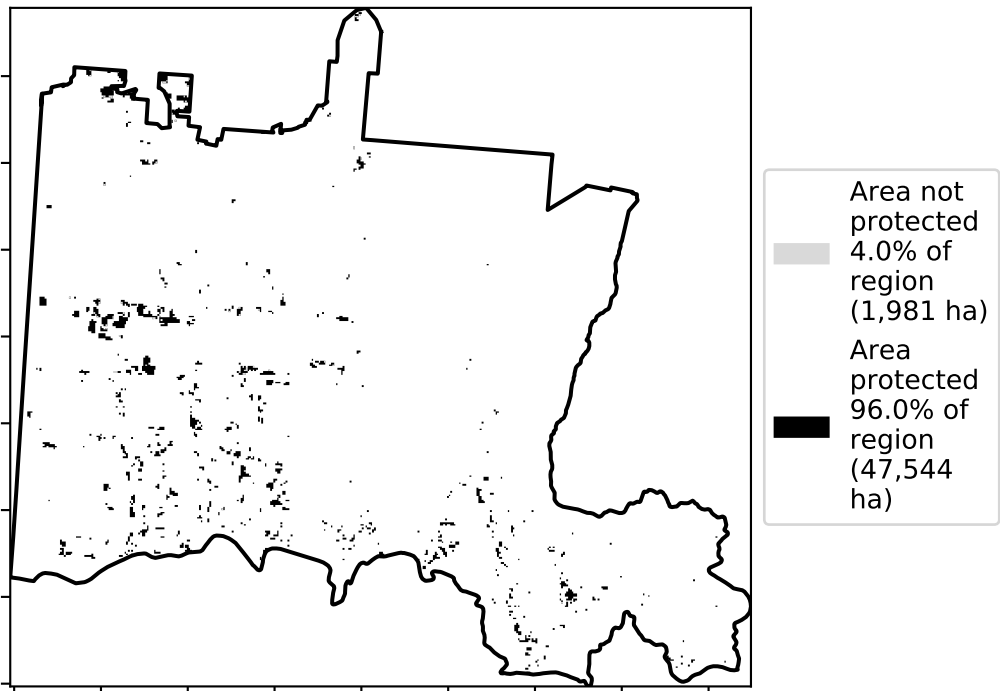 Area not
protected
4.0% of
region
(1,981 ha)
Area
protected
96.0% of
region
(47,544
ha)